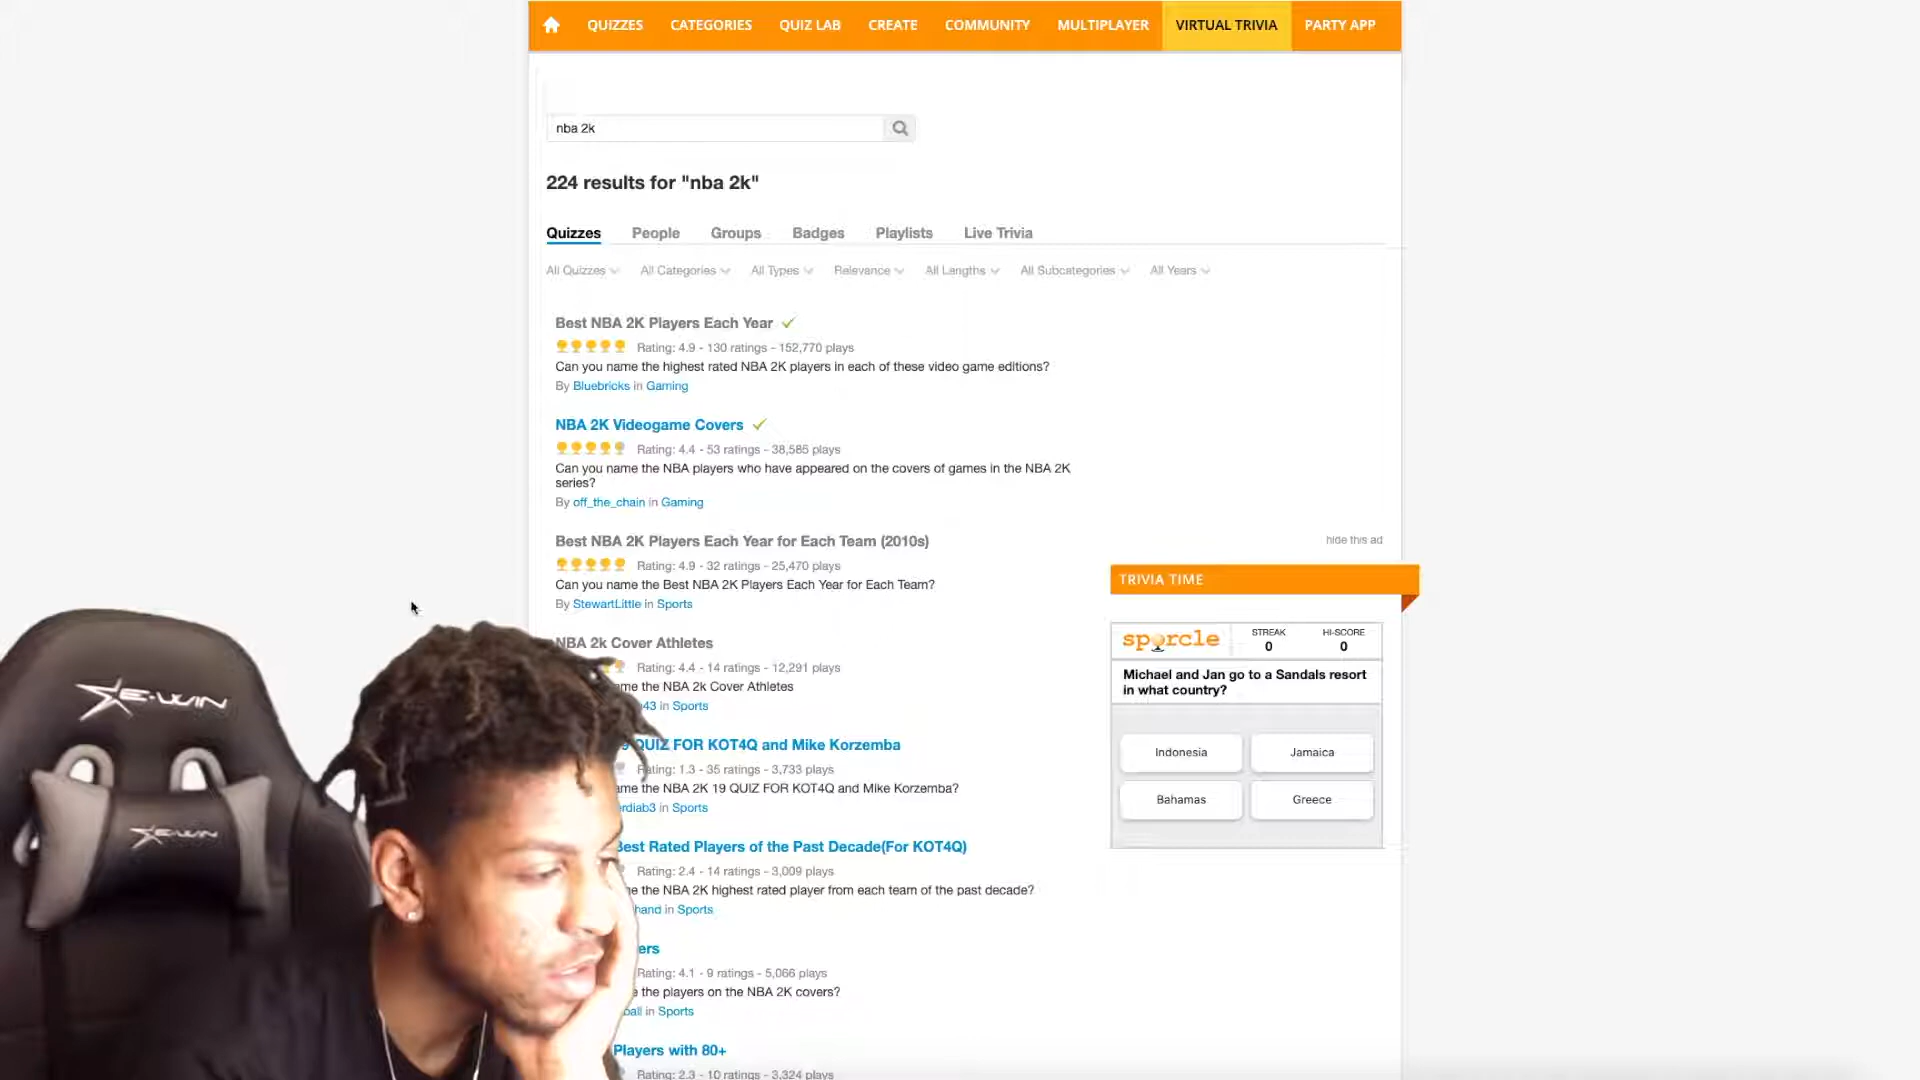 QUIZZES CATEGORIES QUIZ LAB CREATE COMMUNITY MULTIPLAYER VIRTUAL TRIVIA PARTY APP
nba 2k
224 results for "nba 2k"
Quizzes People Groups Badges Playlists Live Trivia
All Quizzes All Categories All Types Relevance All Lengths All Subcategories All Years
Best NBA 2K Players Each Year
Rating: 4.9 - 130 ratings - 152,770 plays
Can you name the highest rated NBA 2K players in each of these video game editions?
By Bluebricks in Gaming
NBA 2K Videogame Covers
Rating: 4.4 - 53 ratings - 38,585 plays
Can you name the NBA players who have appeared on the covers of games in the NBA 2K
series?
By off_the_chain in Gaming
Best NBA 2K Players Each Year for Each Team (2010s)
Rating: 4.9 - 32 ratings - 25,470 plays
Can you name the Best NBA 2K Players Each Year for Each Team?
By StewartLittle in Sports
NBA 2k Cover Athletes
Rating: 4.4 - 14 ratings - 12,291 plays
me the NBA 2k Cover Athletes
43 in Sports
9 QUIZ FOR KOT4Q and Mike Korzemba
Rating: 1.3 - 35 ratings - 3,733 plays
ame the NBA 2K 19 QUIZ FOR KOT4Q and Mike Korzemba?
erdiab3 in Sports
Best Rated Players of the Past Decade(For KOT4Q)
Rating: 2.4 - 14 ratings - 3,009 plays
e the NBA 2K highest rated player from each team of the past decade?
hand in Sports
ers
Rating: 4.1 - 9 ratings - 5,066 plays
e the players on the NBA 2K covers?
ball in Sports
Players with 80+
Rating: 2.3 - 10 ratings - 3,324 plays
hide this ad
TRIVIA TIME
sporcle STREAK HI-SCORE
0 0
Michael and Jan go to a Sandals resort
in what country?
Indonesia Jamaica
Bahamas Greece
E-WIN
E-WIN